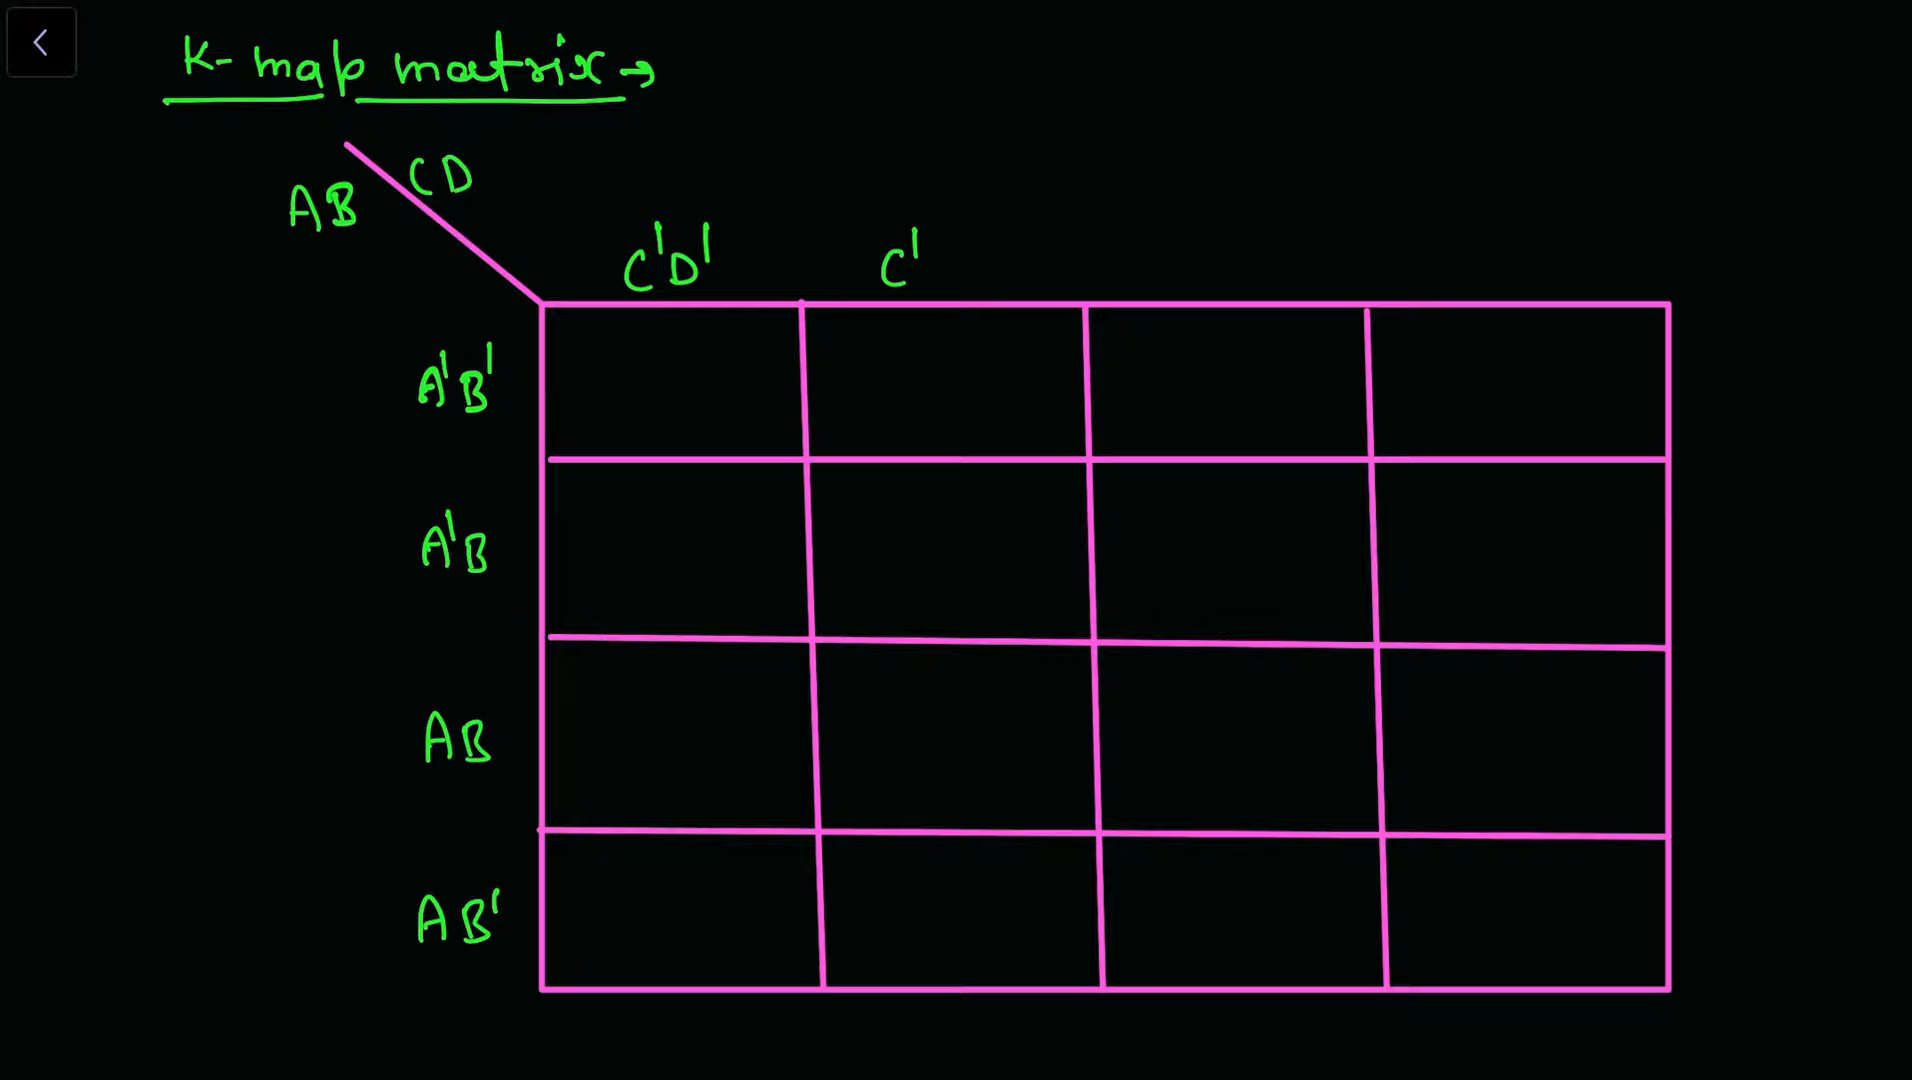 K-map matrix →
CD
AB
C'D' C'
A'B'
A'B
AB
AB'